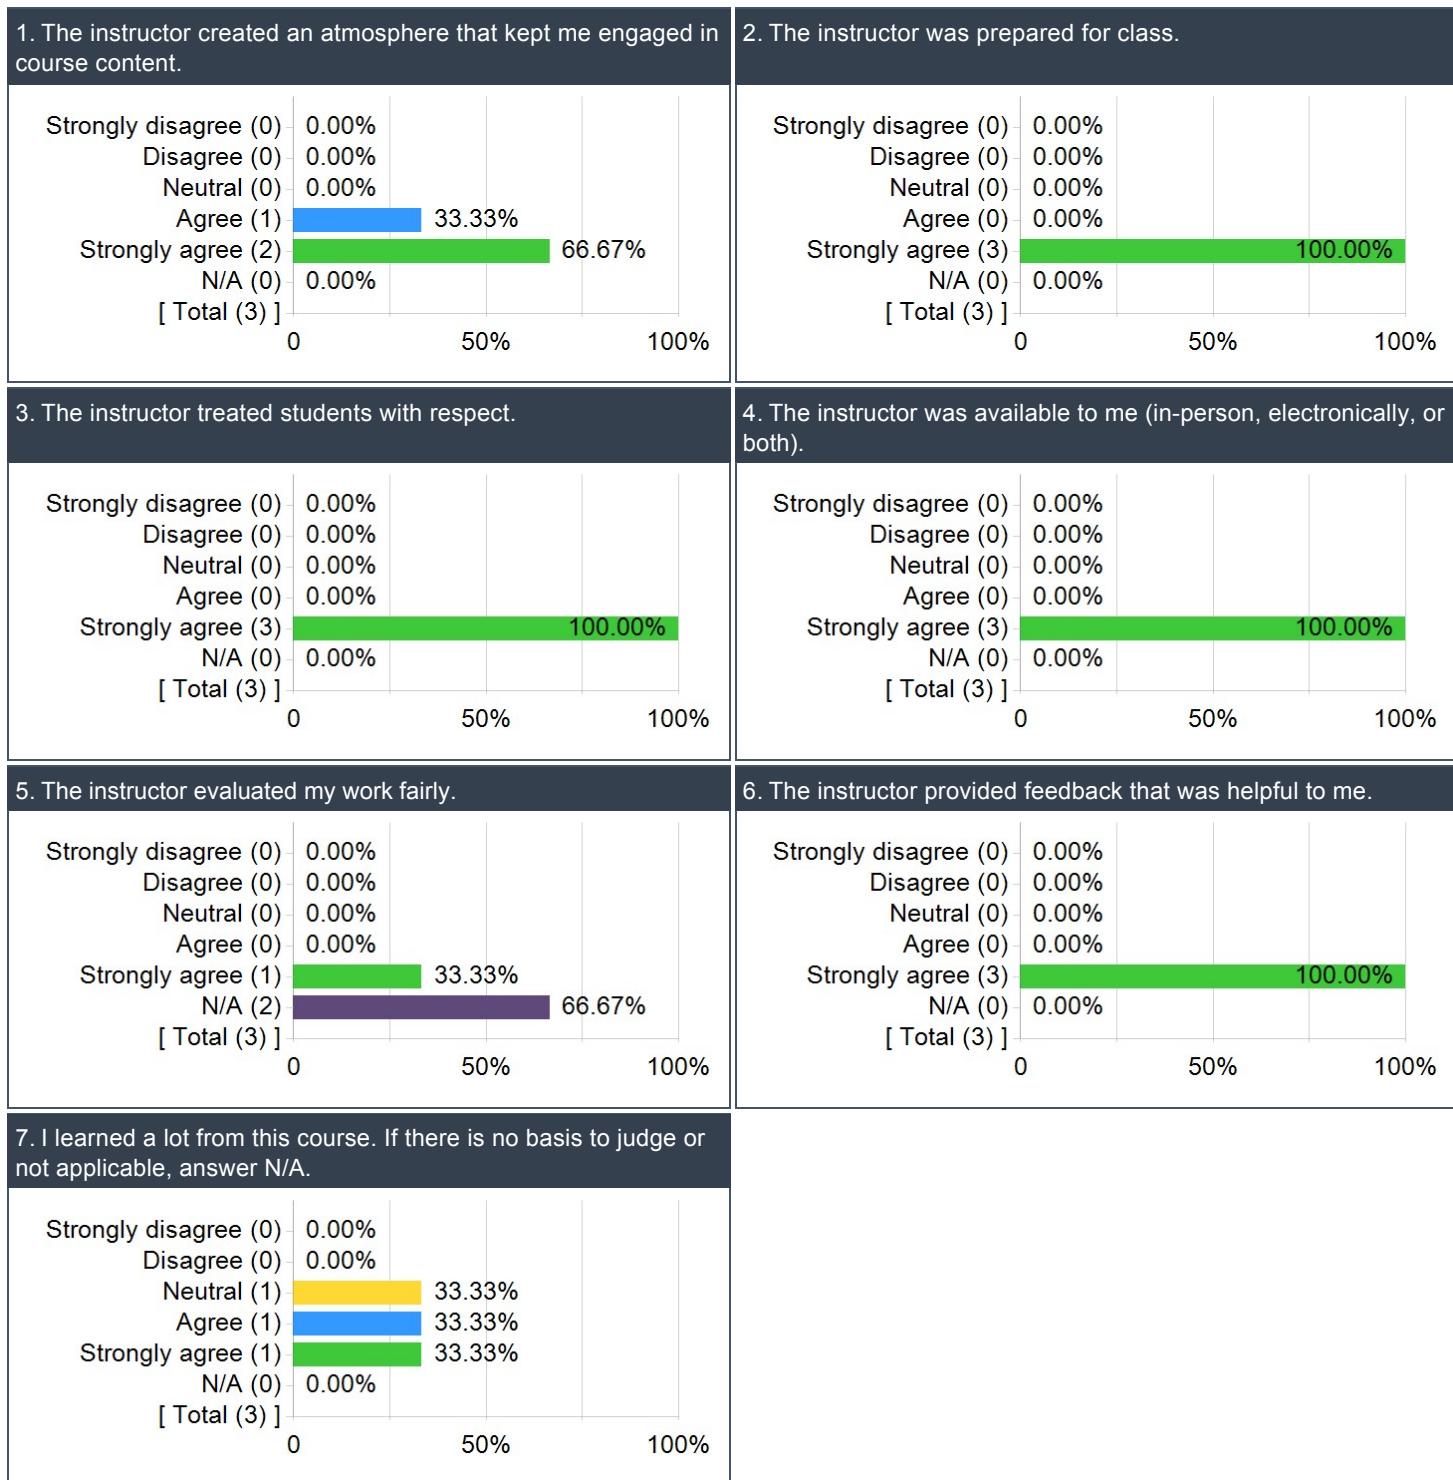 1. The instructor created an atmosphere that kept me engaged in
course content.
Strongly disagree (0) 0.00%
Disagree (0) 0.00%
Neutral (0) 0.00%
Agree (1) 33.33%
Strongly agree (2) 66.67%
N/A (0) 0.00%
[ Total (3) ]
0 50% 100%
2. The instructor was prepared for class.
Strongly disagree (0) 0.00%
Disagree (0) 0.00%
Neutral (0) 0.00%
Agree (0) 0.00%
Strongly agree (3) 100.00%
N/A (0) 0.00%
[ Total (3) ]
0 50% 100%
3. The instructor treated students with respect.
Strongly disagree (0) 0.00%
Disagree (0) 0.00%
Neutral (0) 0.00%
Agree (0) 0.00%
Strongly agree (3) 100.00%
N/A (0) 0.00%
[ Total (3) ]
0 50% 100%
4. The instructor was available to me (in-person, electronically, or
both).
Strongly disagree (0) 0.00%
Disagree (0) 0.00%
Neutral (0) 0.00%
Agree (0) 0.00%
Strongly agree (3) 100.00%
N/A (0) 0.00%
[ Total (3) ]
0 50% 100%
5. The instructor evaluated my work fairly.
Strongly disagree (0) 0.00%
Disagree (0) 0.00%
Neutral (0) 0.00%
Agree (0) 0.00%
Strongly agree (1) 33.33%
N/A (2) 66.67%
[ Total (3) ]
0 50% 100%
6. The instructor provided feedback that was helpful to me.
Strongly disagree (0) 0.00%
Disagree (0) 0.00%
Neutral (0) 0.00%
Agree (0) 0.00%
Strongly agree (3) 100.00%
N/A (0) 0.00%
[ Total (3) ]
0 50% 100%
7. I learned a lot from this course. If there is no basis to judge or
not applicable, answer N/A.
Strongly disagree (0) 0.00%
Disagree (0) 0.00%
Neutral (1) 33.33%
Agree (1) 33.33%
Strongly agree (1) 33.33%
N/A (0) 0.00%
[ Total (3) ]
0 50% 100%